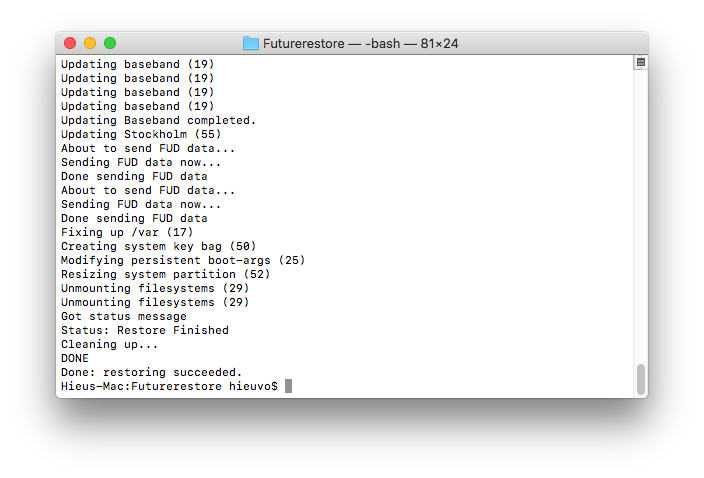 Futurerestore — -bash — 81×24
Updating baseband (19)
Updating baseband (19)
Updating baseband (19)
Updating baseband (19)
Updating Baseband completed.
Updating Stockholm (55)
About to send FUD data...
Sending FUD data now...
Done sending FUD data
About to send FUD data...
Sending FUD data now...
Done sending FUD data
Fixing up /var (17)
Creating system key bag (50)
Modifying persistent boot-args (25)
Resizing system partition (52)
Unmounting filesystems (29)
Unmounting filesystems (29)
Got status message
Status: Restore Finished
Cleaning up...
DONE
Done: restoring succeeded.
Hieus-Mac:Futurerestore hieuvo$